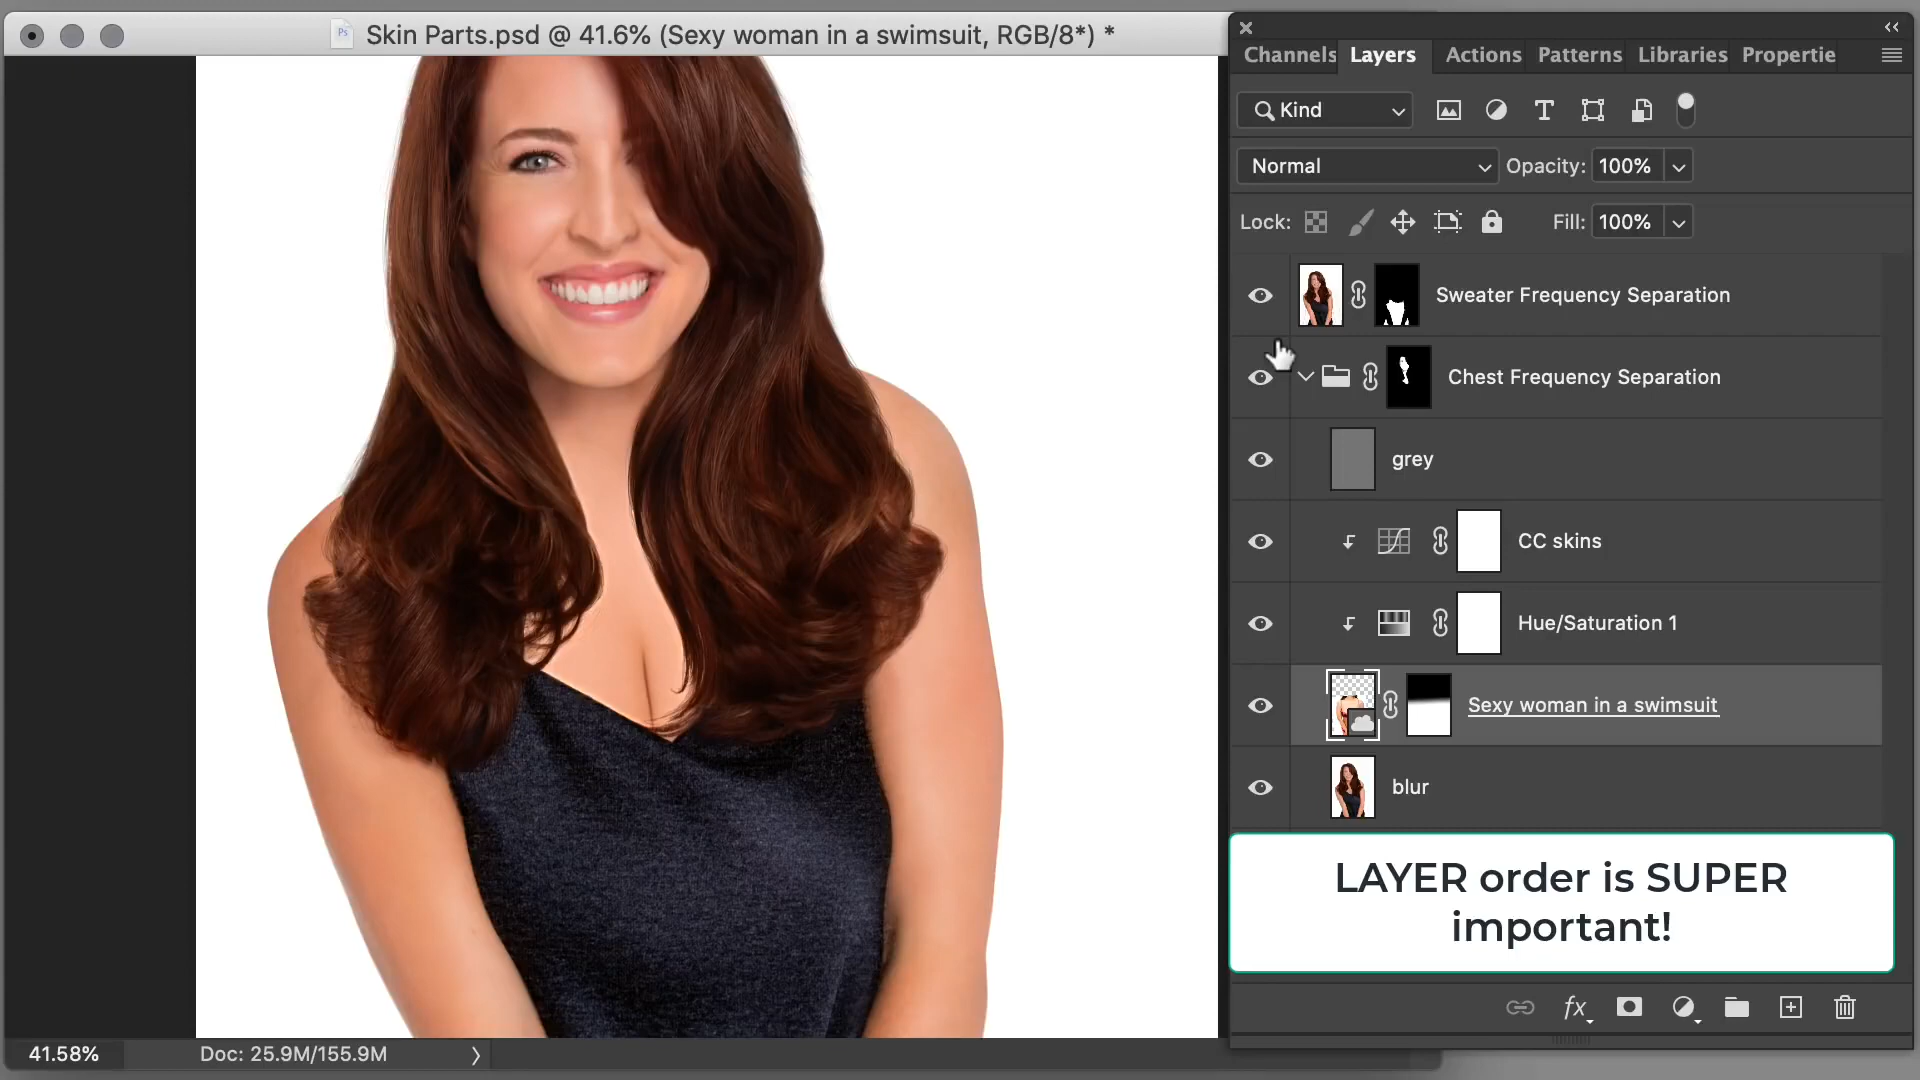 Skin Parts.psd @ 41.6% (Sexy woman in a swimsuit, RGB/8*) *
Channels Layers Actions Patterns Libraries Propertie
Kind
Normal Opacity: 100%
Lock: Fill: 100%
Sweater Frequency Separation
Chest Frequency Separation
grey
CC skins
Hue/Saturation 1
Sexy woman in a swimsuit
blur
LAYER order is SUPER
important!
fx
41.58% Doc: 25.9M/155.9M